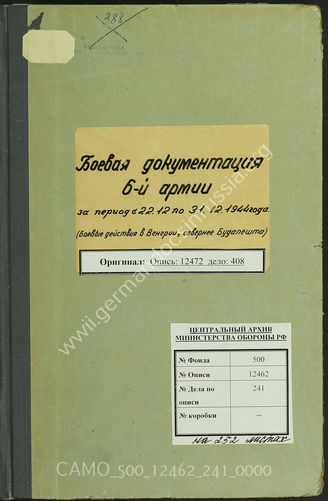 388
Боевая документация
6-й армии
за период с 22.12 по 31.12.1944 года.
(Боевые действия в Венгрии, севернее Будапешта)
Оригинал: Опись: 12472 дело: 408
ЦЕНТРАЛЬНЫЙ АРХИВ
МИНИСТЕРСТВА ОБОРОНЫ РФ
№ Фонда 500
№ Описи 12462
№ Дела по описи 241
№ коробки --
на 252 листах
www.germandocsinrussia.org
CAMO_500_12462_241_0000